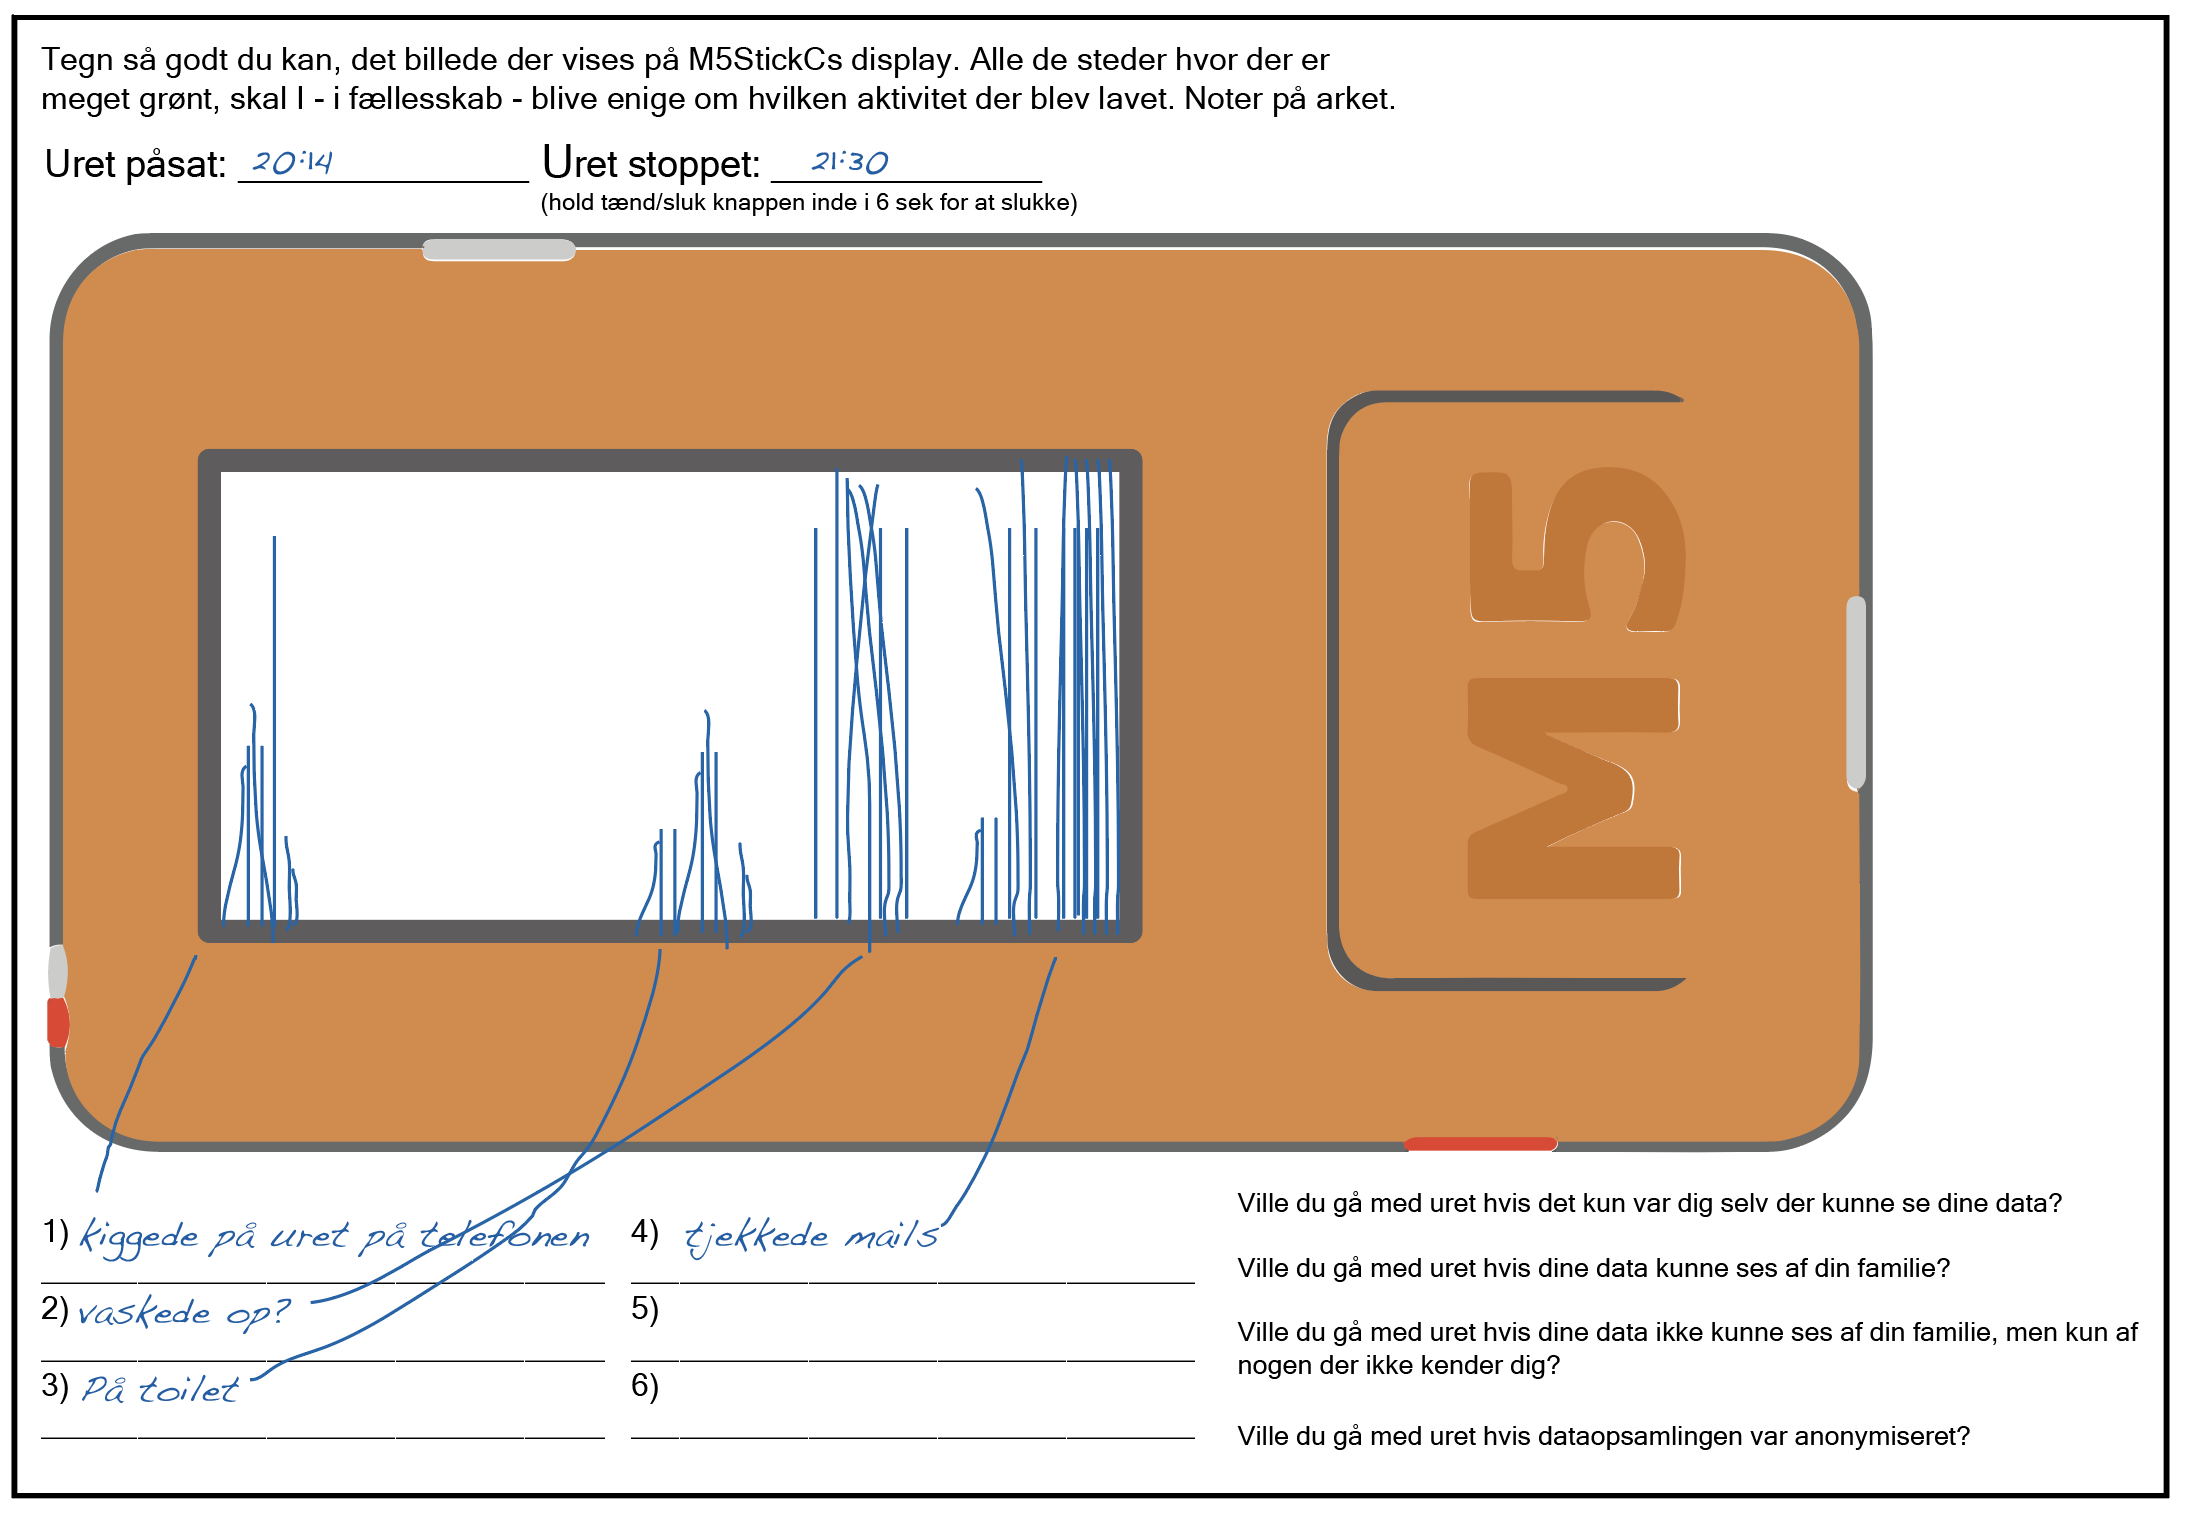 Tegn så godt du kan, det billede der vises på M5StickCs display. Alle de steder hvor der er
meget grønt, skal I - i fællesskab - blive enige om hvilken aktivitet der blev lavet. Noter på arket.
Uret påsat: 20:14 Uret stoppet: 21:30
(hold tænd/sluk knappen inde i 6 sek for at slukke)
M5
1) kiggede på uret på telefonen
2) vaskede op?
3) På toilet
4) tjekkede mails
5)
6)
Ville du gå med uret hvis det kun var dig selv der kunne se dine data?
Ville du gå med uret hvis dine data kunne ses af din familie?
Ville du gå med uret hvis dine data ikke kunne ses af din familie, men kun af
nogen der ikke kender dig?
Ville du gå med uret hvis dataopsamlingen var anonymiseret?